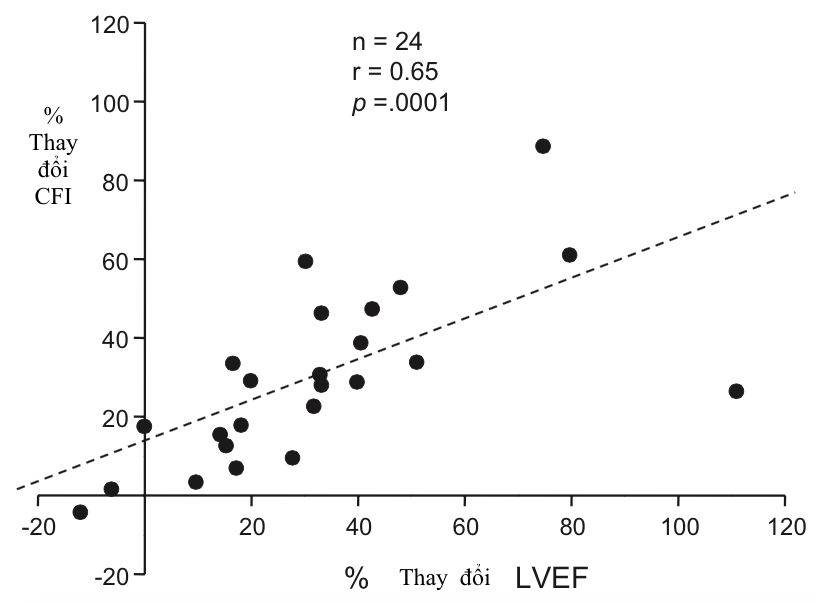 120
n = 24
r = 0.65
p =.0001
100
%
Thay
đổi
CFI
80
60
40
20
-20 20 40 60 80 100 120
-20
% Thay đổi LVEF